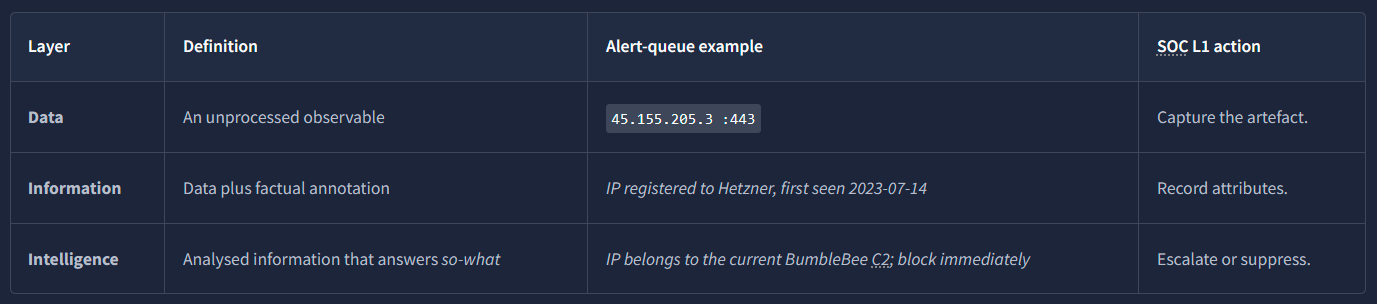 Layer Definition Alert-queue example SOC L1 action
Data An unprocessed observable 45.155.205.3 :443 Capture the artefact.
Information Data plus factual annotation IP registered to Hetzner, first seen 2023-07-14 Record attributes.
Intelligence Analysed information that answers so-what IP belongs to the current BumbleBee C2; block immediately Escalate or suppress.